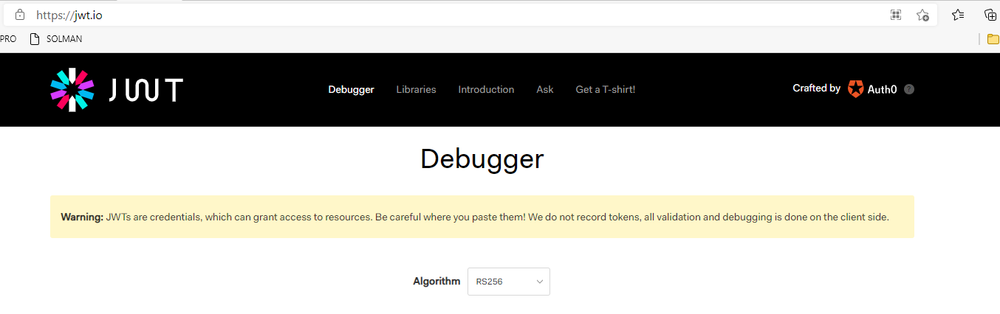 https://jwt.io
PRO SOLMAN
JWT Debugger Libraries Introduction Ask Get a T-shirt! Crafted by Auth0 ?
Debugger
Warning: JWTs are credentials, which can grant access to resources. Be careful where you paste them! We do not record tokens, all validation and debugging is done on the client side.
Algorithm RS256